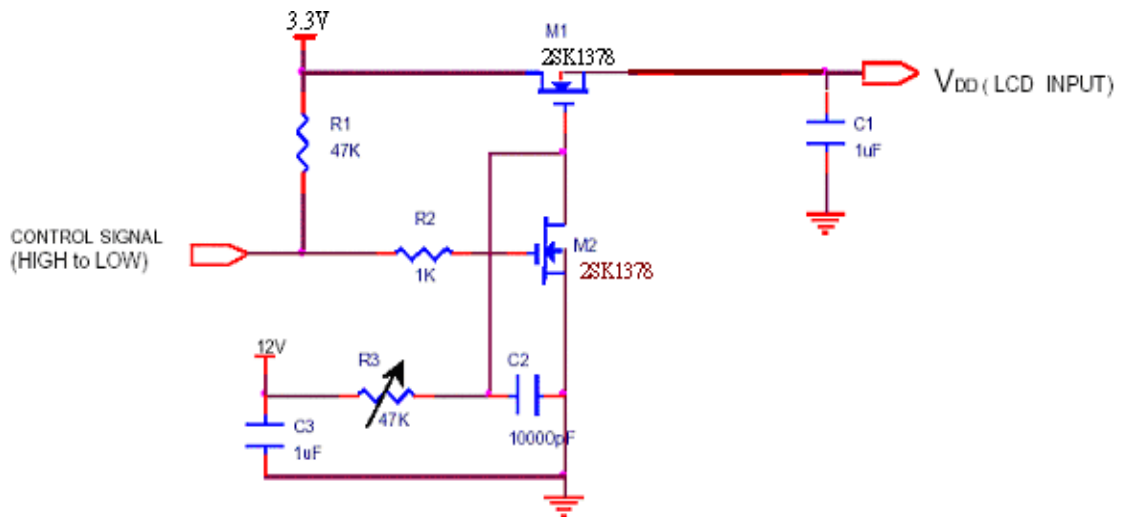 3.3V
M1
2SK1378
VDD ( LCD INPUT)
R1
47K
C1
1uF
CONTROL SIGNAL
(HIGH to LOW)
R2
1K
M2
2SK1378
12V
R3
47K
C2
10000pF
C3
1uF